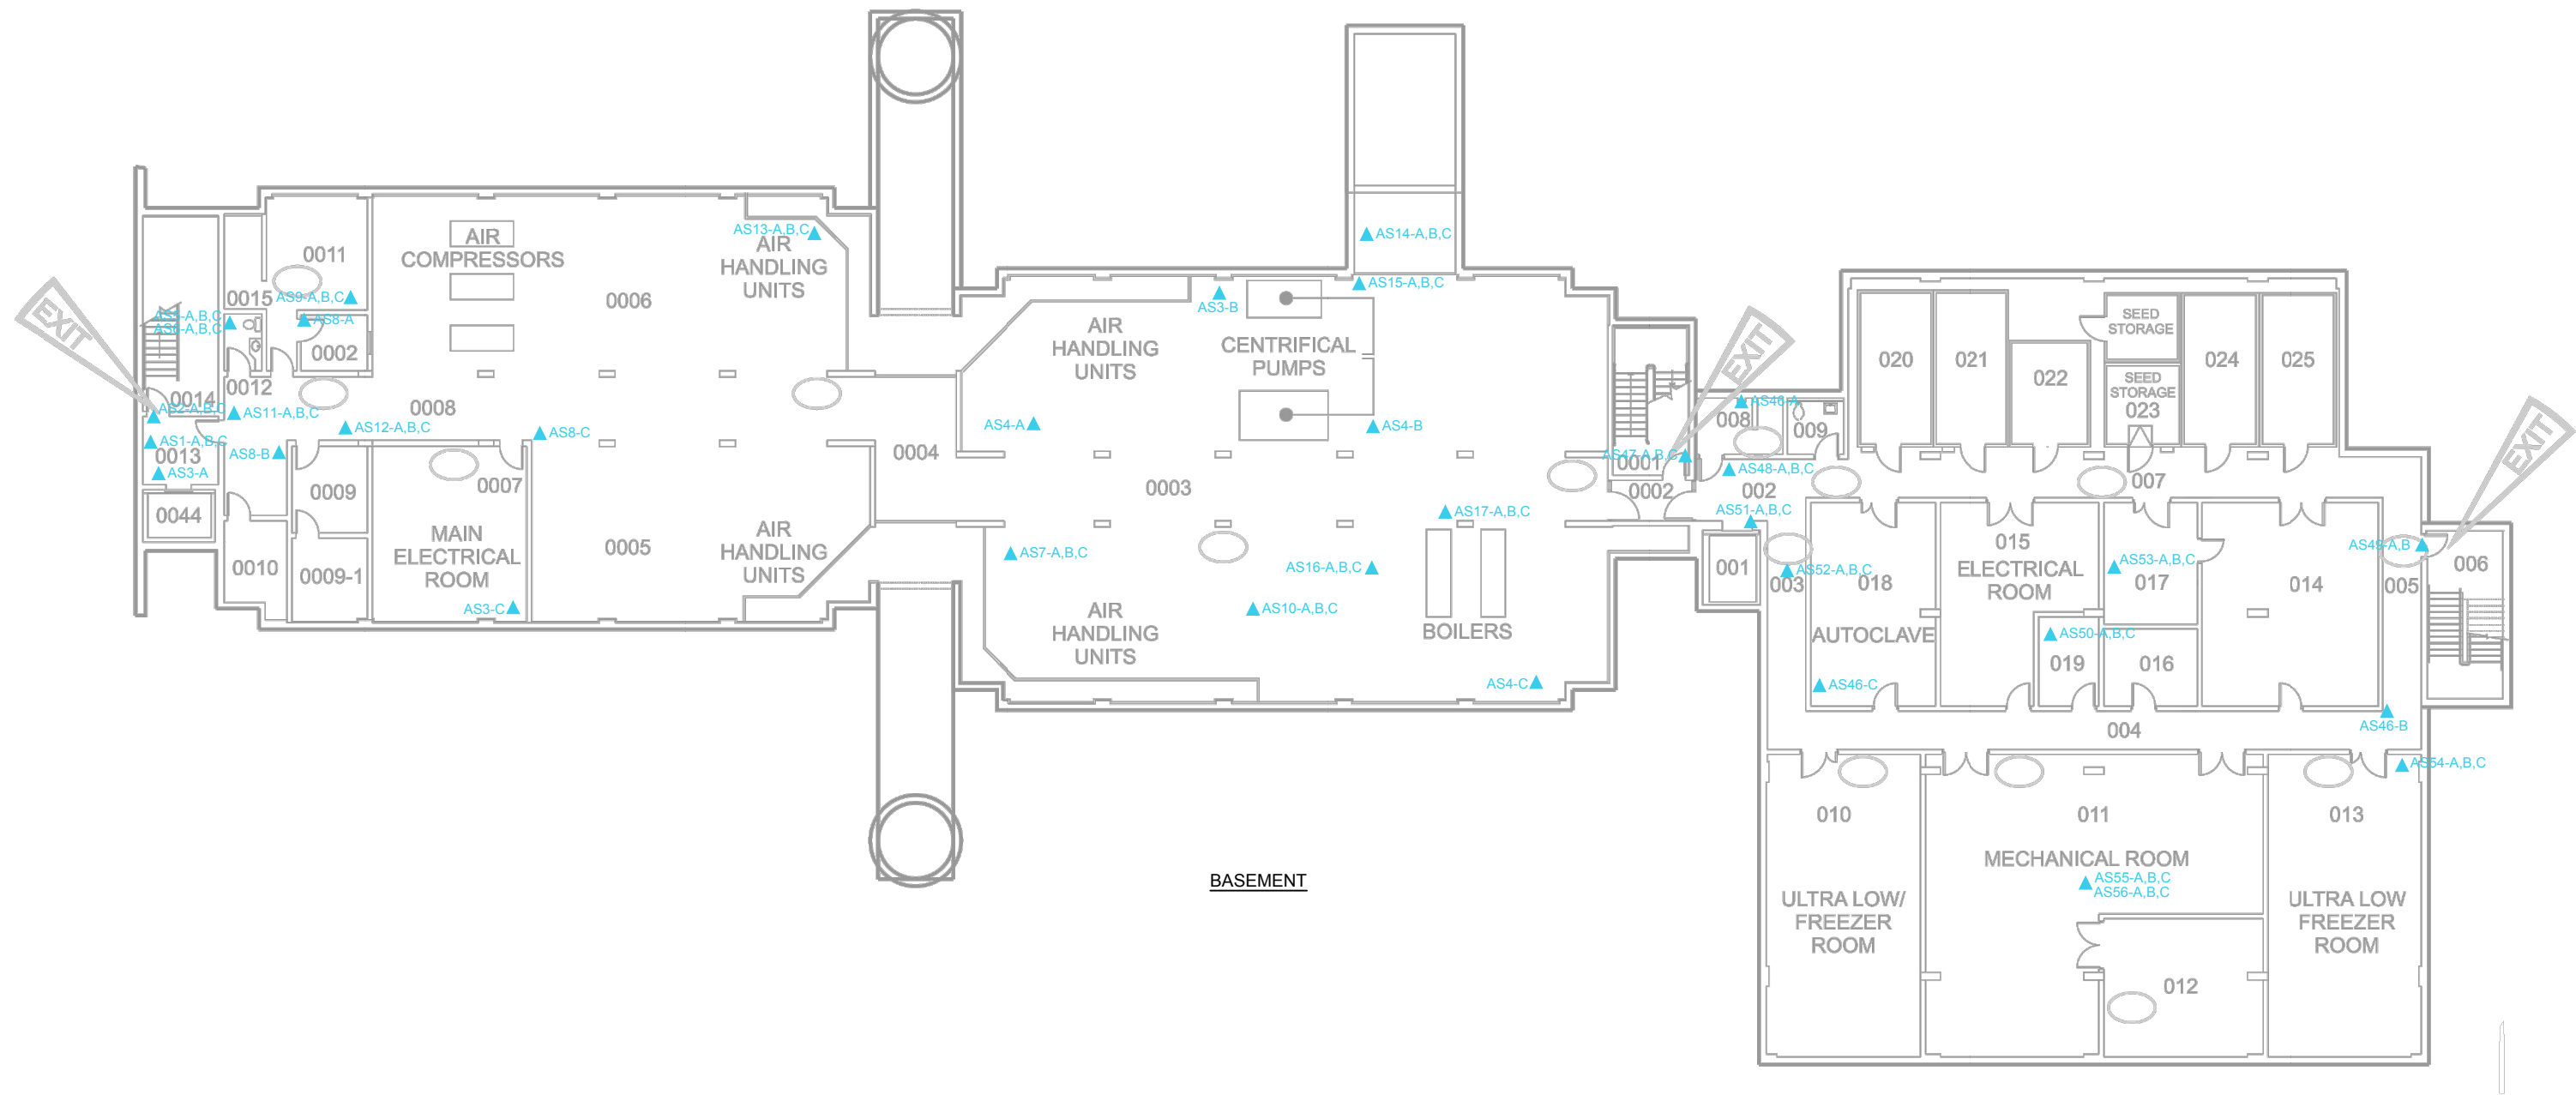 AS13-A,B,C
AIR
HANDLING
UNITS
AIR
COMPRESSORS
AS14-A,B,C
0011
0015
AS9-A,B,C
0006
AS15-A,B,C
AS3-B
EXIT
AS5-A,B,C
AS6-A,B,C
AS8-A
0002
AIR
HANDLING
UNITS
CENTRIFICAL
PUMPS
EXIT
SEED
STORAGE
020
021
022
SEED
STORAGE
023
024
025
0012
0014
AS2-A,B,C
AS11-A,B,C
0008
AS12-A,B,C
AS8-C
AS4-A
AS4-B
AS46-A
008
009
EXIT
AS1-A,B,C
0013
AS3-A
AS8-B
0004
AS47-A,B,C
0001
AS48-A,B,C
0009
0007
0003
0002
002
007
0044
MAIN
ELECTRICAL
ROOM
AS17-A,B,C
AS51-A,B,C
0005
AIR
HANDLING
UNITS
AS7-A,B,C
AS16-A,B,C
0010
0009-1
001
003
AS52-A,B,C
018
015
ELECTRICAL
ROOM
AS53-A,B,C
017
014
AS49-A,B
005
006
AS3-C
AIR
HANDLING
UNITS
AS10-A,B,C
BOILERS
AUTOCLAVE
AS50-A,B,C
019
016
AS4-C
AS46-C
AS46-B
004
AS54-A,B,C
010
011
013
MECHANICAL ROOM
AS55-A,B,C
AS56-A,B,C
BASEMENT
ULTRA LOW/
FREEZER
ROOM
ULTRA LOW
FREEZER
ROOM
012